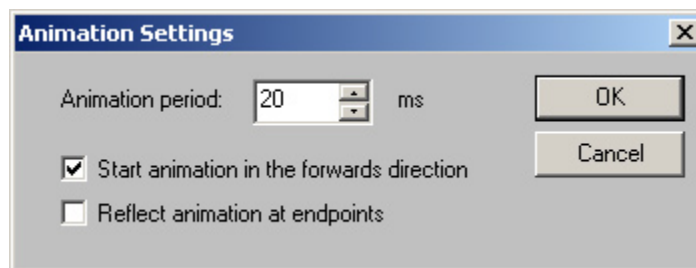 Animation Settings
Animation period: 20 ms
OK
Cancel
Start animation in the forwards direction
Reflect animation at endpoints